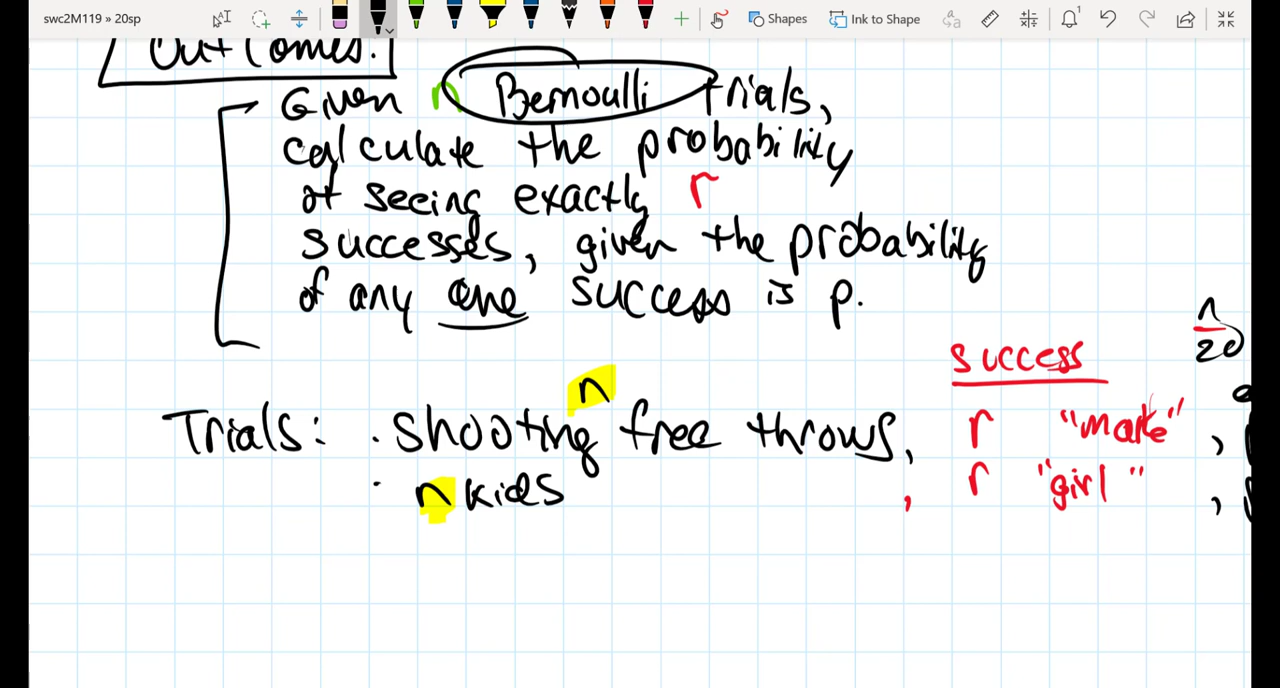 swc2M119 » 20sp
Shapes
Ink to Shape
Outcomes:
Given n Bernoulli trials,
calculate the probability
of seeing exactly r
successes, given the probability
of any one success is p.
n
20
success
n
Trials: · shooting free throws, r "make" ,
· n kids , r "girl" ,